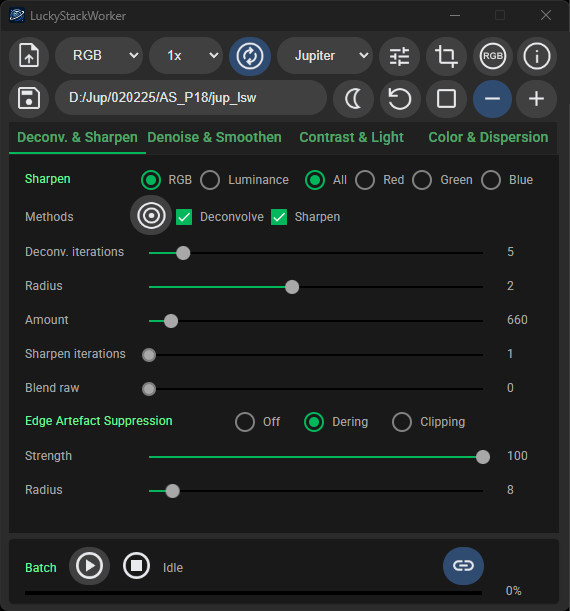 LuckyStackWorker
RGB 1x Jupiter RGB
D:/Jup/020225/AS_P18/jup_lsw
Deconv. & Sharpen Denoise & Smoothen Contrast & Light Color & Dispersion
Sharpen RGB Luminance All Red Green Blue
Methods Deconvolve Sharpen
Deconv. iterations 5
Radius 2
Amount 660
Sharpen iterations 1
Blend raw 0
Edge Artefact Suppression Off Dering Clipping
Strength 100
Radius 8
Batch Idle
0%